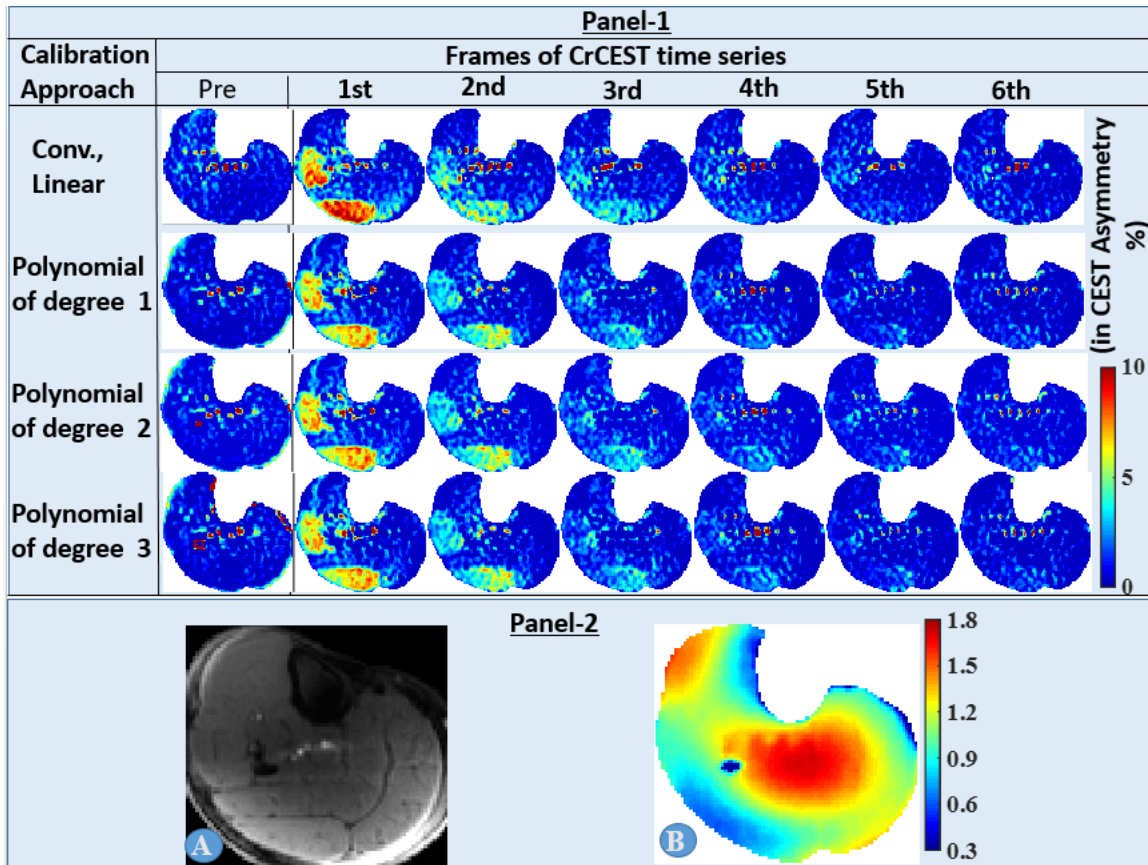 Panel-1
Calibration Approach
Frames of CrCEST time series
Pre 1st 2nd 3rd 4th 5th 6th
Conv.,
Linear
Polynomial
of degree 1
Polynomial
of degree 2
Polynomial
of degree 3
(in CEST Asymmetry
%)
10
5
0
Panel-2
A
B
1.8
1.5
1.2
0.9
0.6
0.3